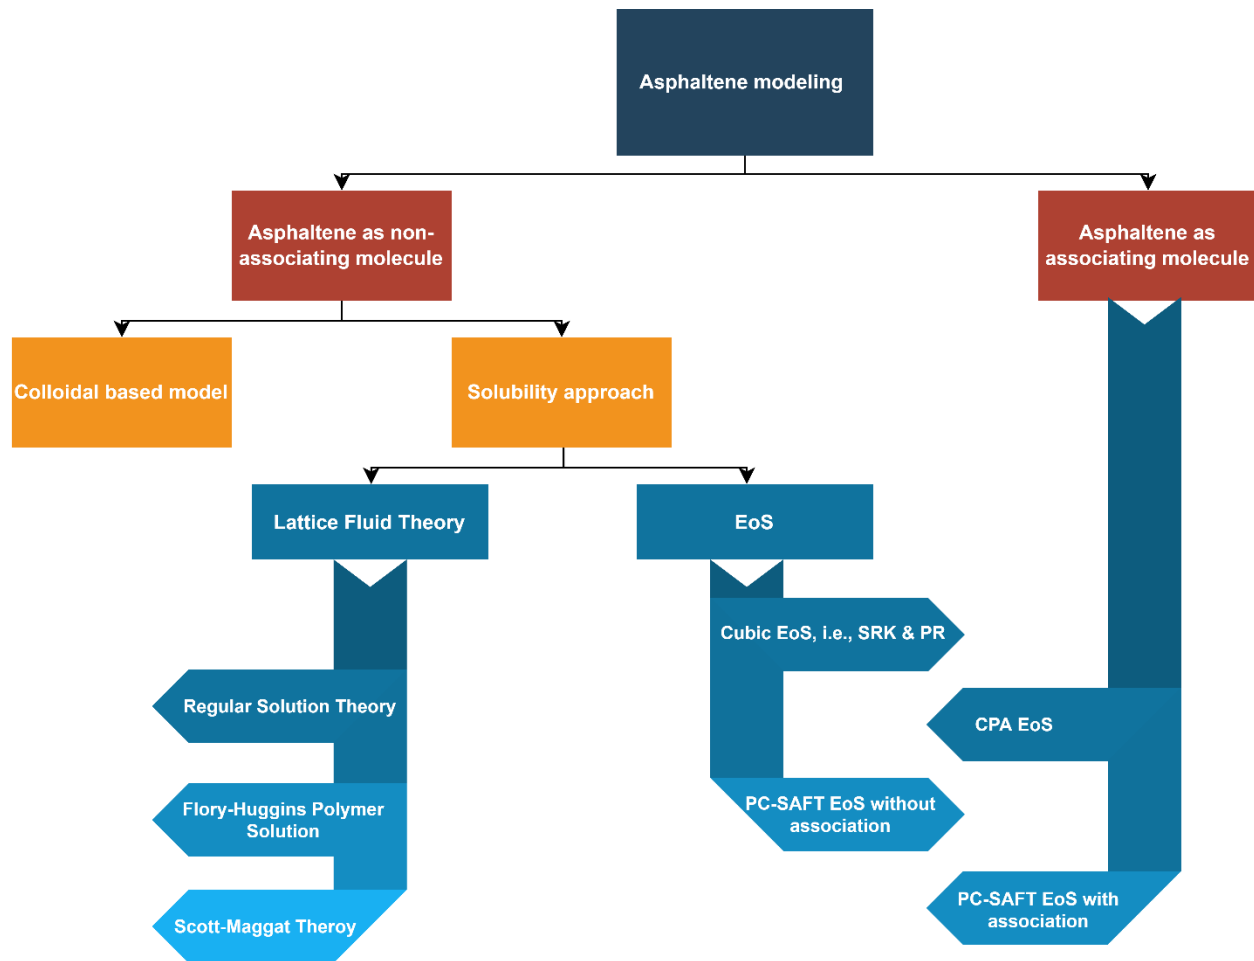 Asphaltene modeling
Asphaltene as non-
associating molecule
Asphaltene as
associating molecule
Colloidal based model
Solubility approach
Lattice Fluid Theory
EoS
Cubic EoS, i.e., SRK & PR
Regular Solution Theory
CPA EoS
Flory-Huggins Polymer
Solution
PC-SAFT EoS without
association
Scott-Maggat Theroy
PC-SAFT EoS with
association